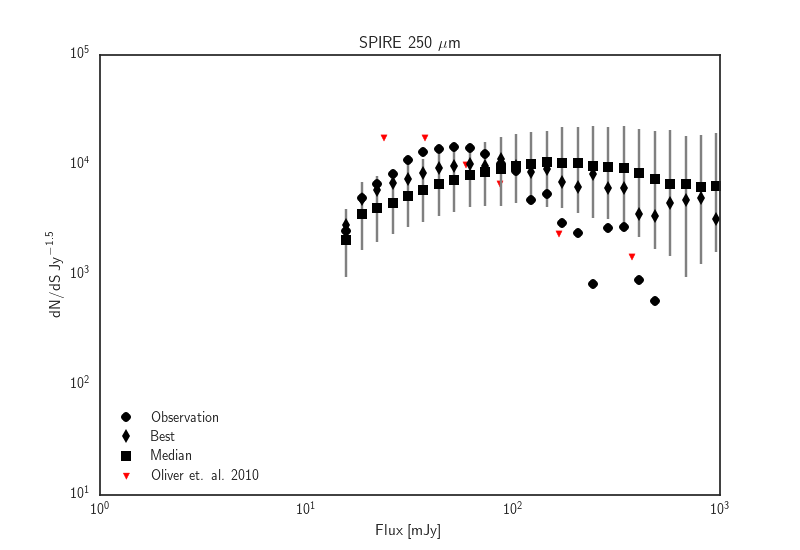 SPIRE 250 μm
10^5
10^4
10^3
10^2
10^1
dN/dS Jy^−1.5
Observation
Best
Median
Oliver et. al. 2010
10^0
10^1
10^2
10^3
Flux [mJy]